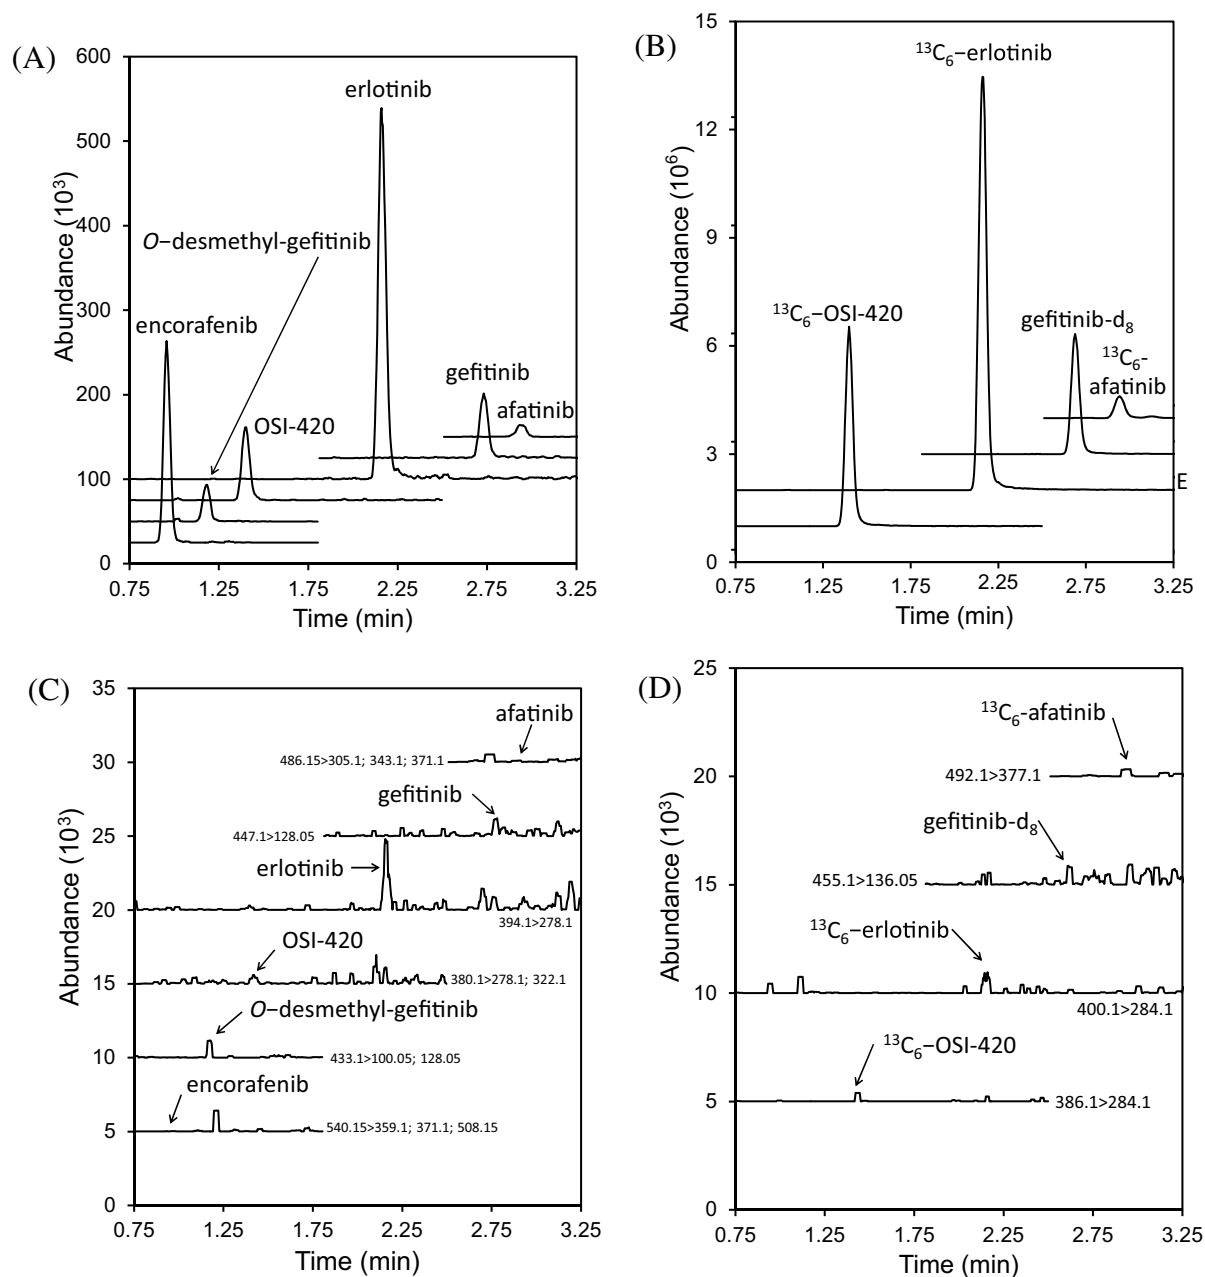 (A)
600
500
400
300
200
100
0
Abundance (10³)
erlotinib
O−desmethyl-gefitinib
encorafenib
OSI-420
gefitinib
afatinib
0.75
1.25
1.75
2.25
2.75
3.25
Time (min)
(B)
15
12
9
6
3
0
Abundance (10⁶)
¹³C₆−erlotinib
¹³C₆−OSI-420
gefitinib-d₈
¹³C₆-
afatinib
E
0.75
1.25
1.75
2.25
2.75
3.25
Time (min)
(C)
35
30
25
20
15
10
5
0
Abundance (10³)
afatinib
486.15>305.1; 343.1; 371.1
gefitinib
447.1>128.05
erlotinib
394.1>278.1
OSI-420
380.1>278.1; 322.1
O−desmethyl-gefitinib
433.1>100.05; 128.05
encorafenib
540.15>359.1; 371.1; 508.15
0.75
1.25
1.75
2.25
2.75
3.25
Time (min)
(D)
25
20
15
10
5
0
Abundance (10³)
¹³C₆-afatinib
492.1>377.1
gefitinib-d₈
455.1>136.05
¹³C₆−erlotinib
400.1>284.1
¹³C₆−OSI-420
386.1>284.1
0.75
1.25
1.75
2.25
2.75
3.25
Time (min)